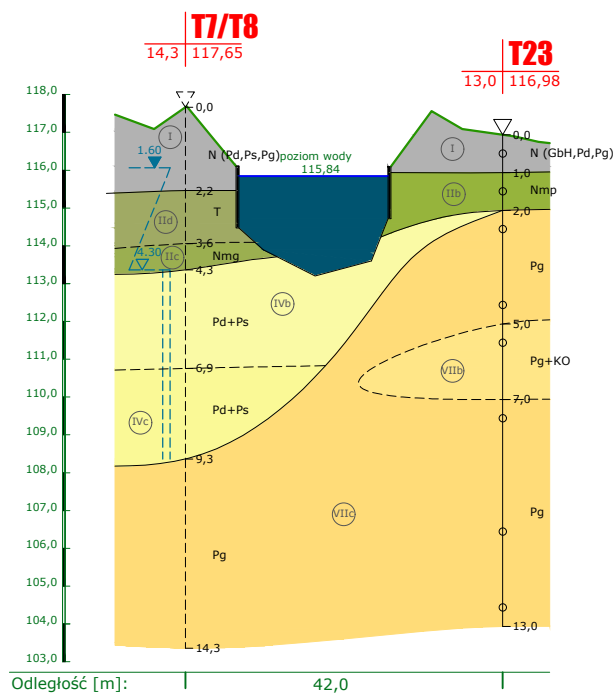 T7/T8
14,3 117,65
T23
13,0 116,98
118,0
117,0
116,0
115,0
114,0
113,0
112,0
111,0
110,0
109,0
108,0
107,0
106,0
105,0
104,0
103,0
0,0
I
N (Pd,Ps,Pg)
1.60
2,2
T
IId
3,6
IIc
Nmg
4.30
4,3
IVb
Pd+Ps
6,9
Pd+Ps
IVc
9,3
Pg
14,3
poziom wody
115,84
0,0
I
N (GbH,Pd,Pg)
1,0
IIb
Nmp
2,0
Pg
5,0
Pg+KO
VIIb
7,0
VIIc
Pg
13,0
Odległość [m]:
42,0